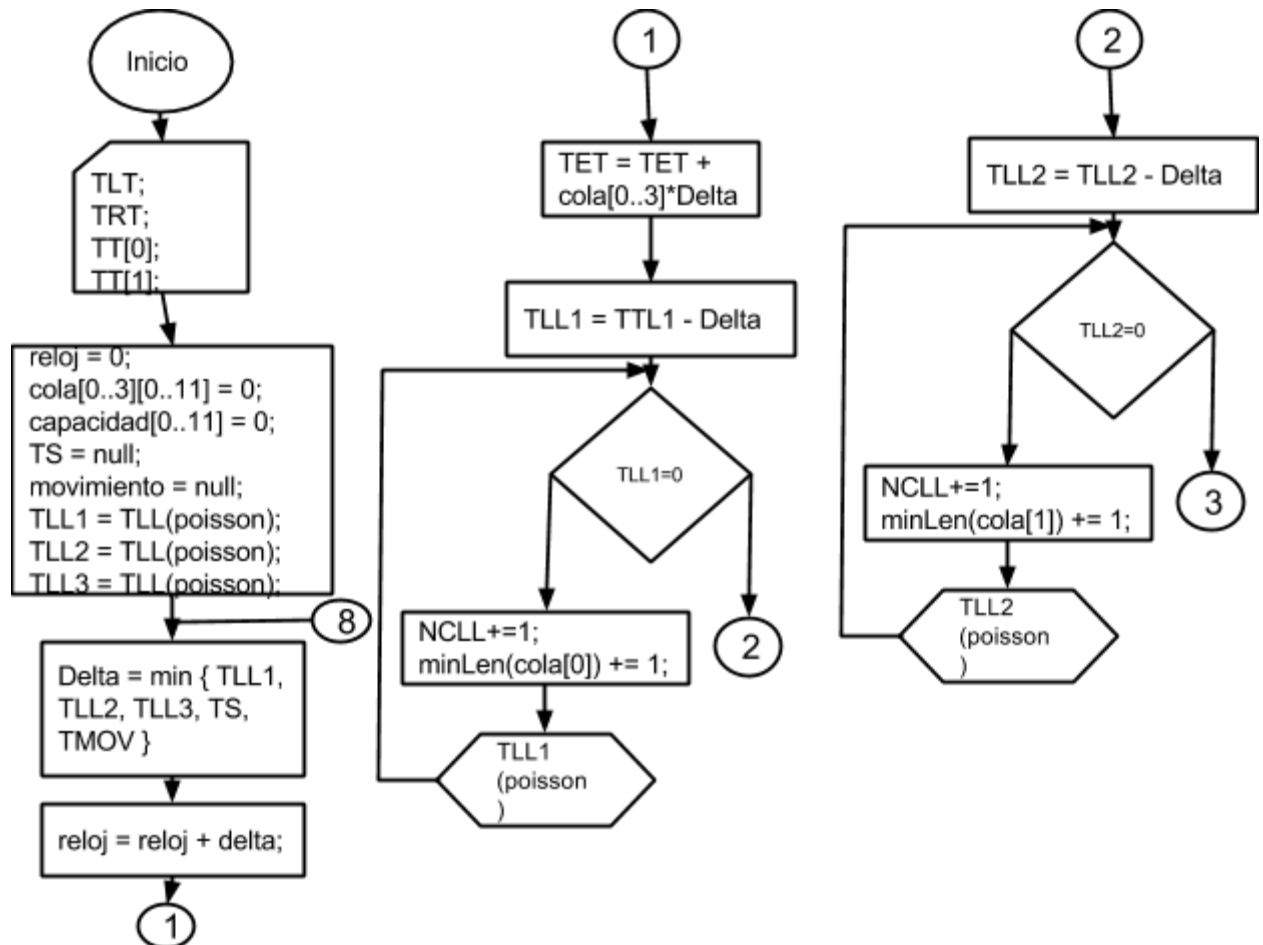 Inicio
TLT;
TRT;
TT[0];
TT[1];
reloj = 0;
cola[0..3][0..11] = 0;
capacidad[0..11] = 0;
TS = null;
movimiento = null;
TLL1 = TLL(poisson);
TLL2 = TLL(poisson);
TLL3 = TLL(poisson);
8
Delta = min { TLL1,
TLL2, TLL3, TS,
TMOV }
reloj = reloj + delta;
1
1
TET = TET +
cola[0..3]*Delta
TLL1 = TTL1 - Delta
TLL1=0
NCLL+=1;
minLen(cola[0]) += 1;
2
TLL1
(poisson
)
2
TLL2 = TLL2 - Delta
TLL2=0
NCLL+=1;
minLen(cola[1]) += 1;
3
TLL2
(poisson
)